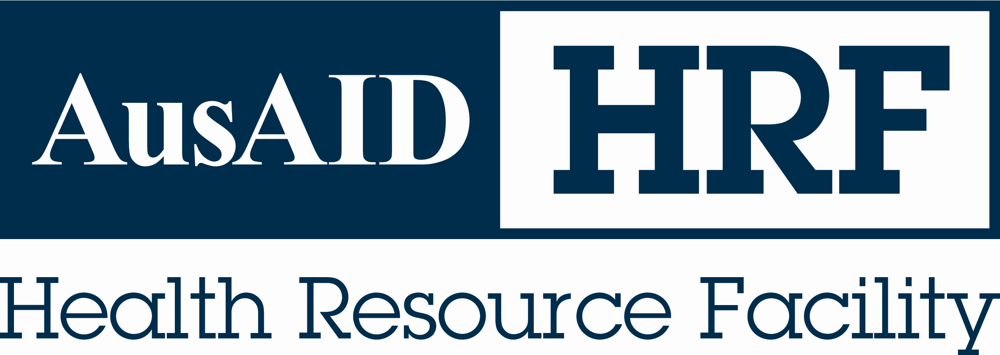 AusAID HRF
Health Resource Facility